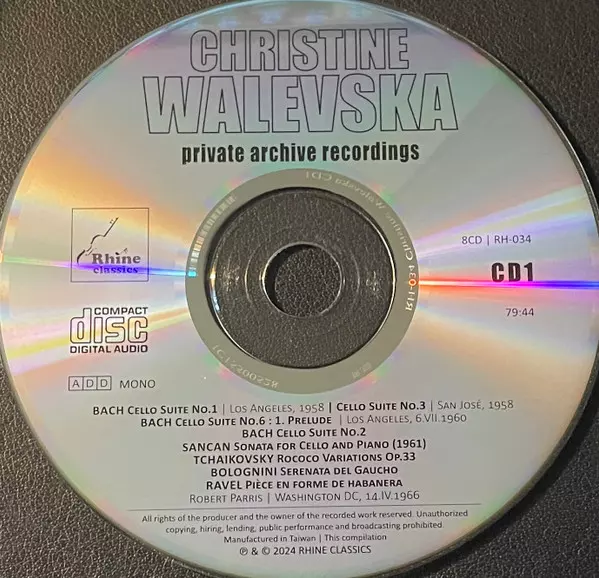 CHRISTINE
WALEVSKA
private archive recordings
8CD | RH-034
Rhine
classics
CD1
COMPACT
disc
DIGITAL AUDIO
79:44
ADD MONO
BACH CELLO SUITE NO.1 | LOS ANGELES, 1958 | CELLO SUITE NO.3 | SAN JOSÉ, 1958
BACH CELLO SUITE NO.6 : 1. PRELUDE | LOS ANGELES, 6.VII.1960
BACH CELLO SUITE NO.2
SANCAN SONATA FOR CELLO AND PIANO (1961)
TCHAIKOVSKY ROCOCO VARIATIONS OP.33
BOLOGNINI SERENATA DEL GAUCHO
RAVEL PIÈCE EN FORME DE HABANERA
ROBERT PARRIS | WASHINGTON DC, 14.IV.1966
All rights of the producer and the owner of the recorded work reserved. Unauthorized
copying, hiring, lending, public performance and broadcasting prohibited.
Manufactured in Taiwan | This compilation
℗ & © 2024 RHINE CLASSICS